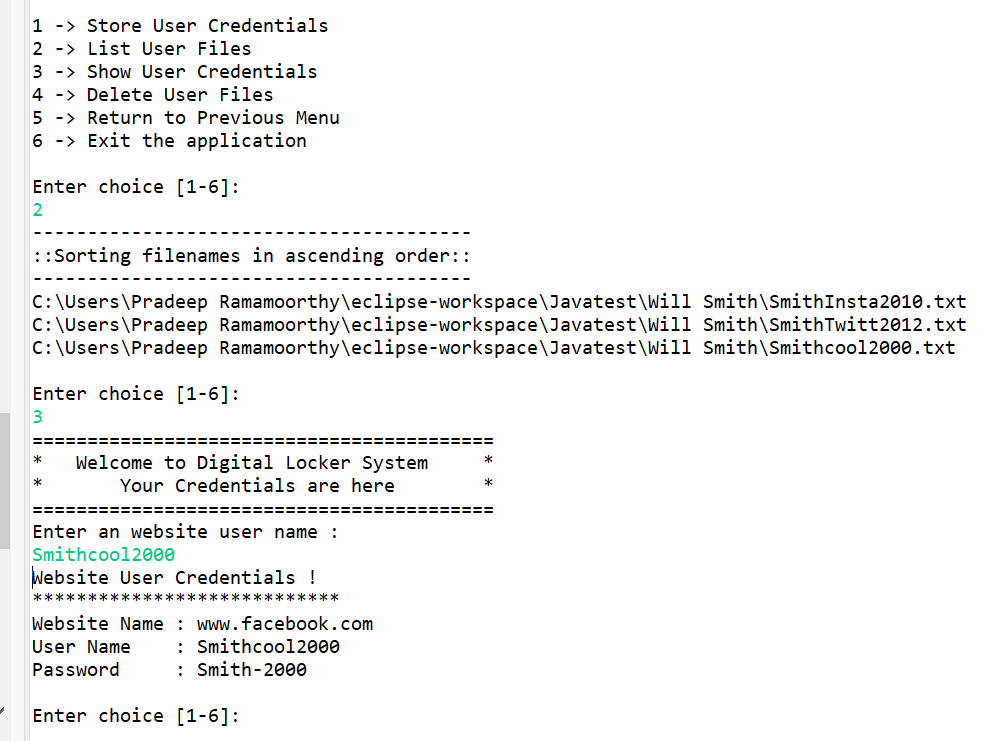 1 -> Store User Credentials
2 -> List User Files
3 -> Show User Credentials
4 -> Delete User Files
5 -> Return to Previous Menu
6 -> Exit the application
Enter choice [1-6]:
2
----------------------------------------
::Sorting filenames in ascending order::
----------------------------------------
C:\Users\Pradeep Ramamoorthy\eclipse-workspace\Javatest\Will Smith\SmithInsta2010.txt
C:\Users\Pradeep Ramamoorthy\eclipse-workspace\Javatest\Will Smith\SmithTwitt2012.txt
C:\Users\Pradeep Ramamoorthy\eclipse-workspace\Javatest\Will Smith\Smithcool2000.txt
Enter choice [1-6]:
3
==========================================
*   Welcome to Digital Locker System     *
*       Your Credentials are here        *
==========================================
Enter an website user name :
Smithcool2000
Website User Credentials !
****************************
Website Name : www.facebook.com
User Name    : Smithcool2000
Password     : Smith-2000
Enter choice [1-6]: